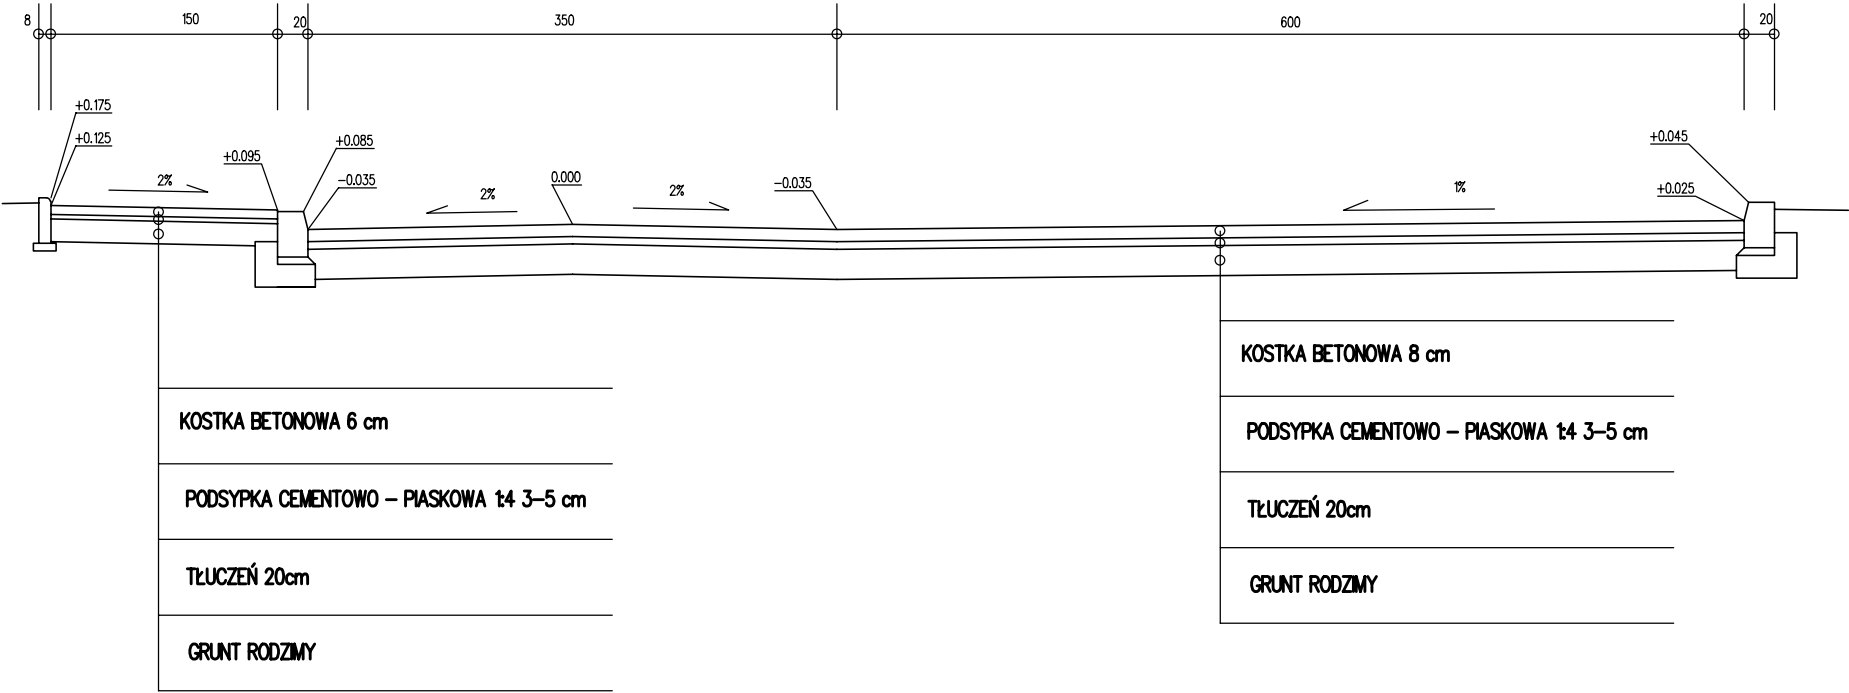 8 150 20 350 600 20
+0.175
+0.125
+0.095
+0.085
-0.035
0.000
-0.035
+0.045
+0.025
2%
2%
2%
1%
KOSTKA BETONOWA 6 cm
PODSYPKA CEMENTOWO – PIASKOWA 1:4 3–5 cm
TŁUCZEŃ 20cm
GRUNT RODZIMY
KOSTKA BETONOWA 8 cm
PODSYPKA CEMENTOWO – PIASKOWA 1:4 3–5 cm
TŁUCZEŃ 20cm
GRUNT RODZIMY